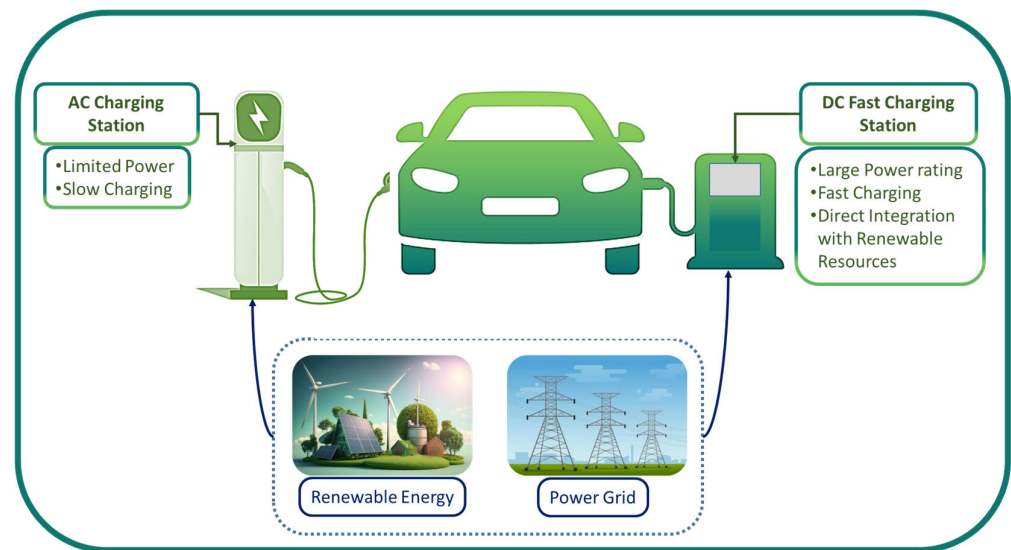 AC Charging
Station
•Limited Power
•Slow Charging
DC Fast Charging
Station
•Large Power rating
•Fast Charging
•Direct Integration
with Renewable
Resources
Renewable Energy
Power Grid